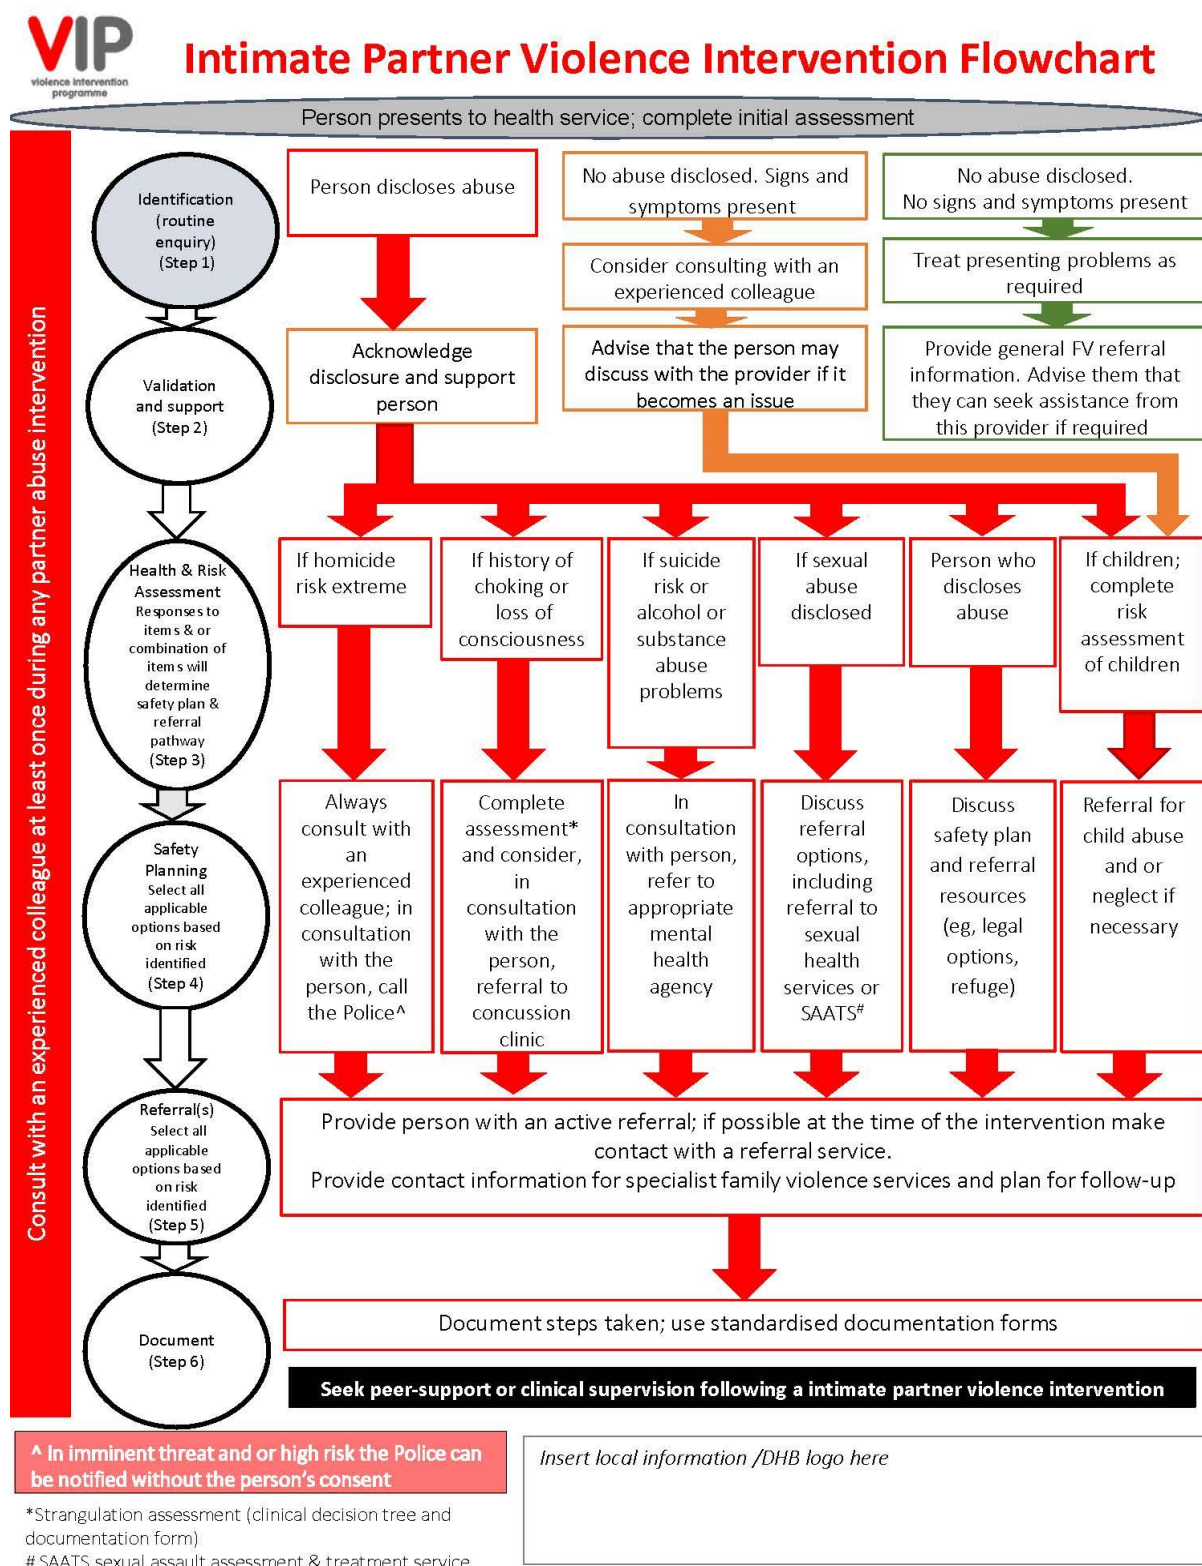 VIP
violence intervention
programme
Intimate Partner Violence Intervention Flowchart
Person presents to health service; complete initial assessment
Consult with an experienced colleague at least once during any partner abuse intervention
Identification
(routine
enquiry)
(Step 1)
Person discloses abuse
No abuse disclosed. Signs and
symptoms present
No abuse disclosed.
No signs and symptoms present
Consider consulting with an
experienced colleague
Treat presenting problems as
required
Validation
and support
(Step 2)
Acknowledge
disclosure and support
person
Advise that the person may
discuss with the provider if it
becomes an issue
Provide general FV referral
information. Advise them that
they can seek assistance from
this provider if required
Health & Risk
Assessment
Responses to
items & or
combination of
items will
determine
safety plan &
referral
pathway
(Step 3)
If homicide
risk extreme
If history of
choking or
loss of
consciousness
If suicide
risk or
alcohol or
substance
abuse
problems
If sexual
abuse
disclosed
Person who
discloses
abuse
If children;
complete
risk
assessment
of children
Safety
Planning
Select all
applicable
options based
on risk
identified
(Step 4)
Always
consult with
an
experienced
colleague; in
consultation
with the
person, call
the Police^
Complete
assessment*
and consider,
in
consultation
with the
person,
referral to
concussion
clinic
In
consultation
with person,
refer to
appropriate
mental
health
agency
Discuss
referral
options,
including
referral to
sexual
health
services or
SAATS#
Discuss
safety plan
and referral
resources
(eg, legal
options,
refuge)
Referral for
child abuse
and or
neglect if
necessary
Referral(s)
Select all
applicable
options based
on risk
identified
(Step 5)
Provide person with an active referral; if possible at the time of the intervention make
contact with a referral service.
Provide contact information for specialist family violence services and plan for follow-up
Document
(Step 6)
Document steps taken; use standardised documentation forms
Seek peer-support or clinical supervision following a intimate partner violence intervention
^ In imminent threat and or high risk the Police can
be notified without the person's consent
*Strangulation assessment (clinical decision tree and
documentation form)
# SAATS sexual assault assessment & treatment service
Insert local information /DHB logo here